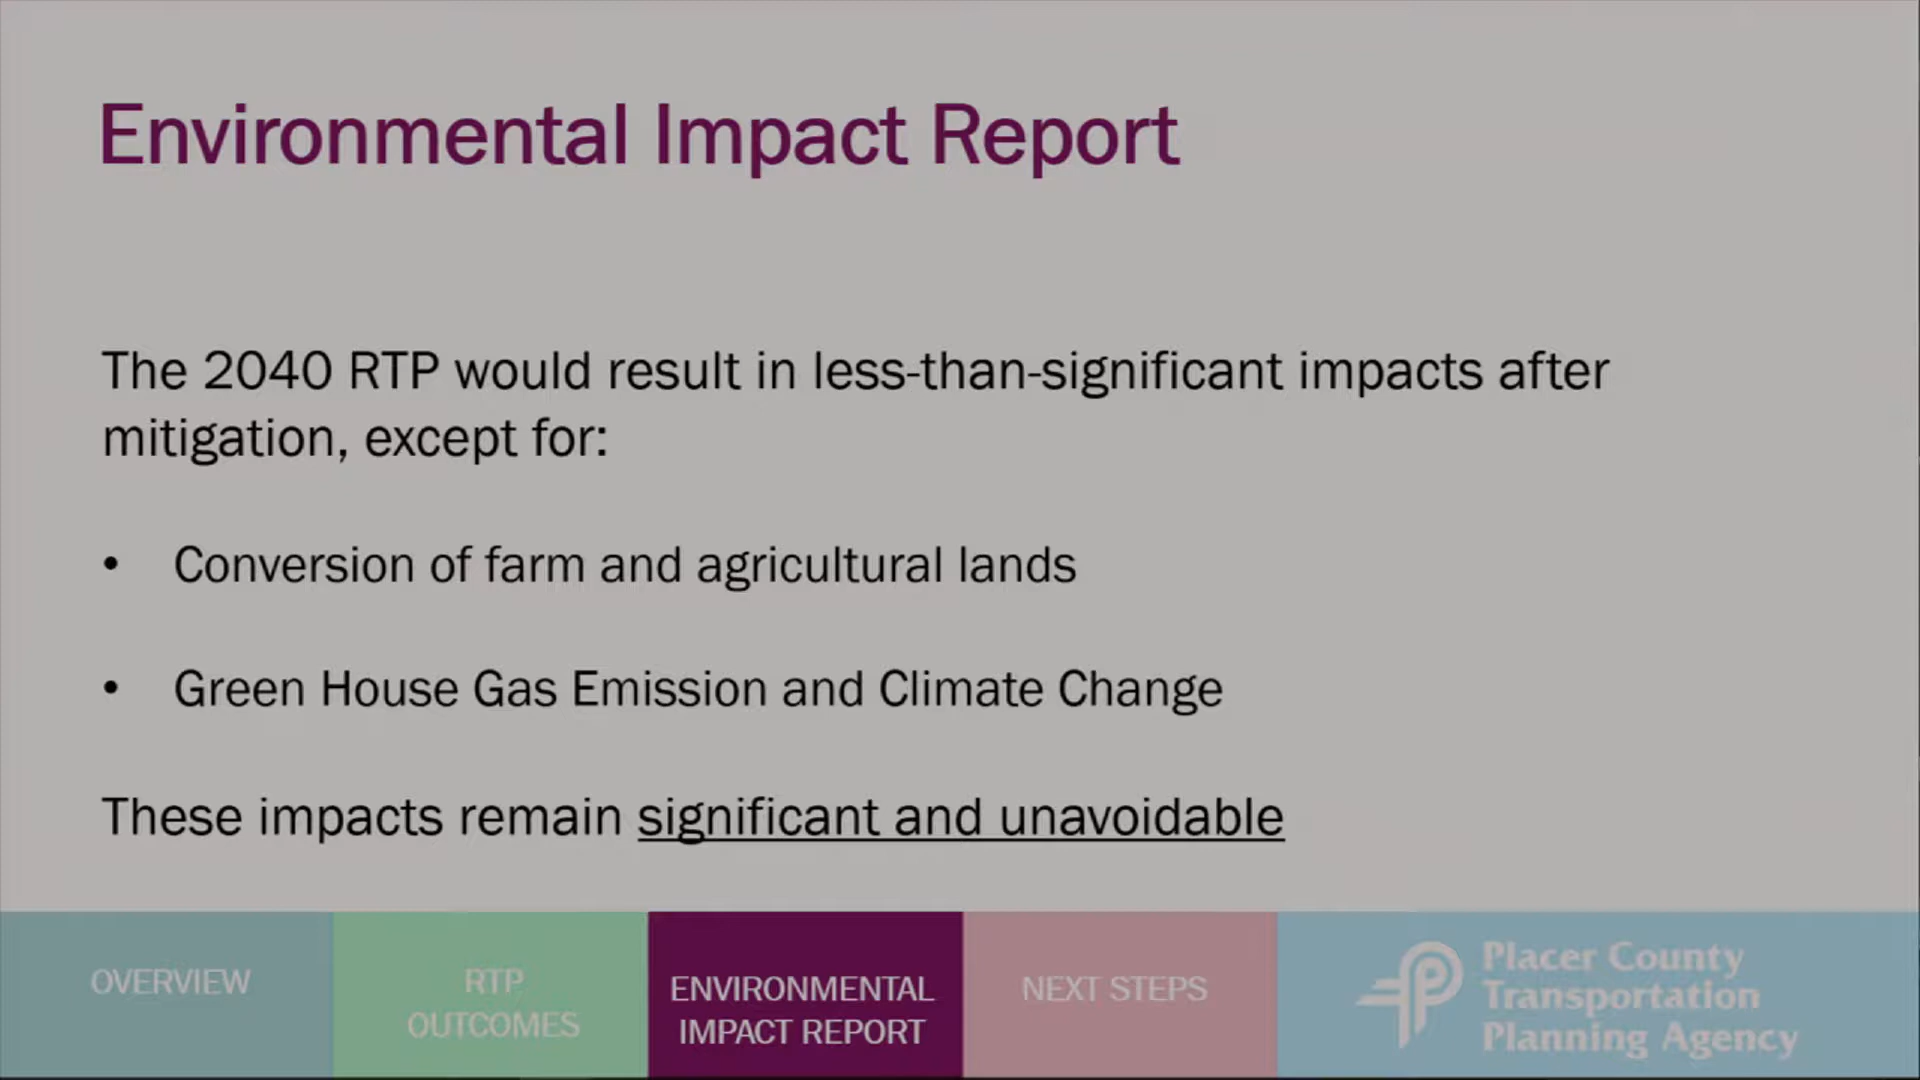 Environmental Impact Report
The 2040 RTP would result in less-than-significant impacts after
mitigation, except for:
• Conversion of farm and agricultural lands
• Green House Gas Emission and Climate Change
These impacts remain significant and unavoidable
OVERVIEW
RTP
OUTCOMES
ENVIRONMENTAL
IMPACT REPORT
NEXT STEPS
Placer County
Transportation
Planning Agency